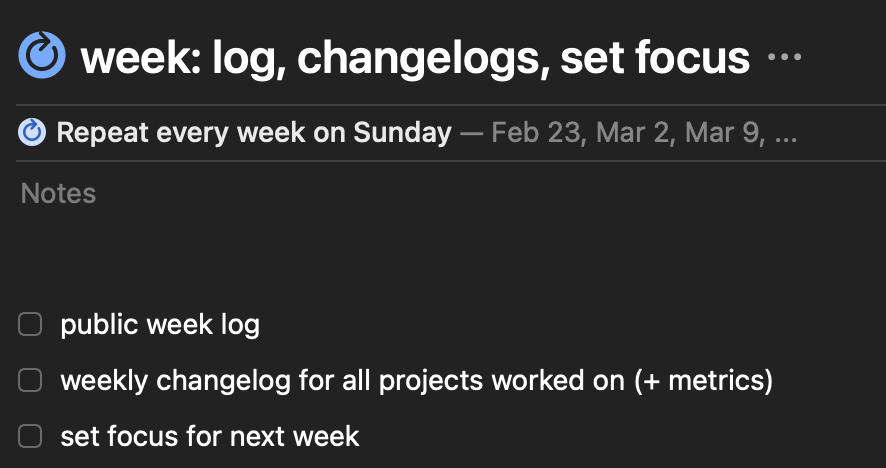 week: log, changelogs, set focus ...
Repeat every week on Sunday — Feb 23, Mar 2, Mar 9, ...
Notes
public week log
weekly changelog for all projects worked on (+ metrics)
set focus for next week